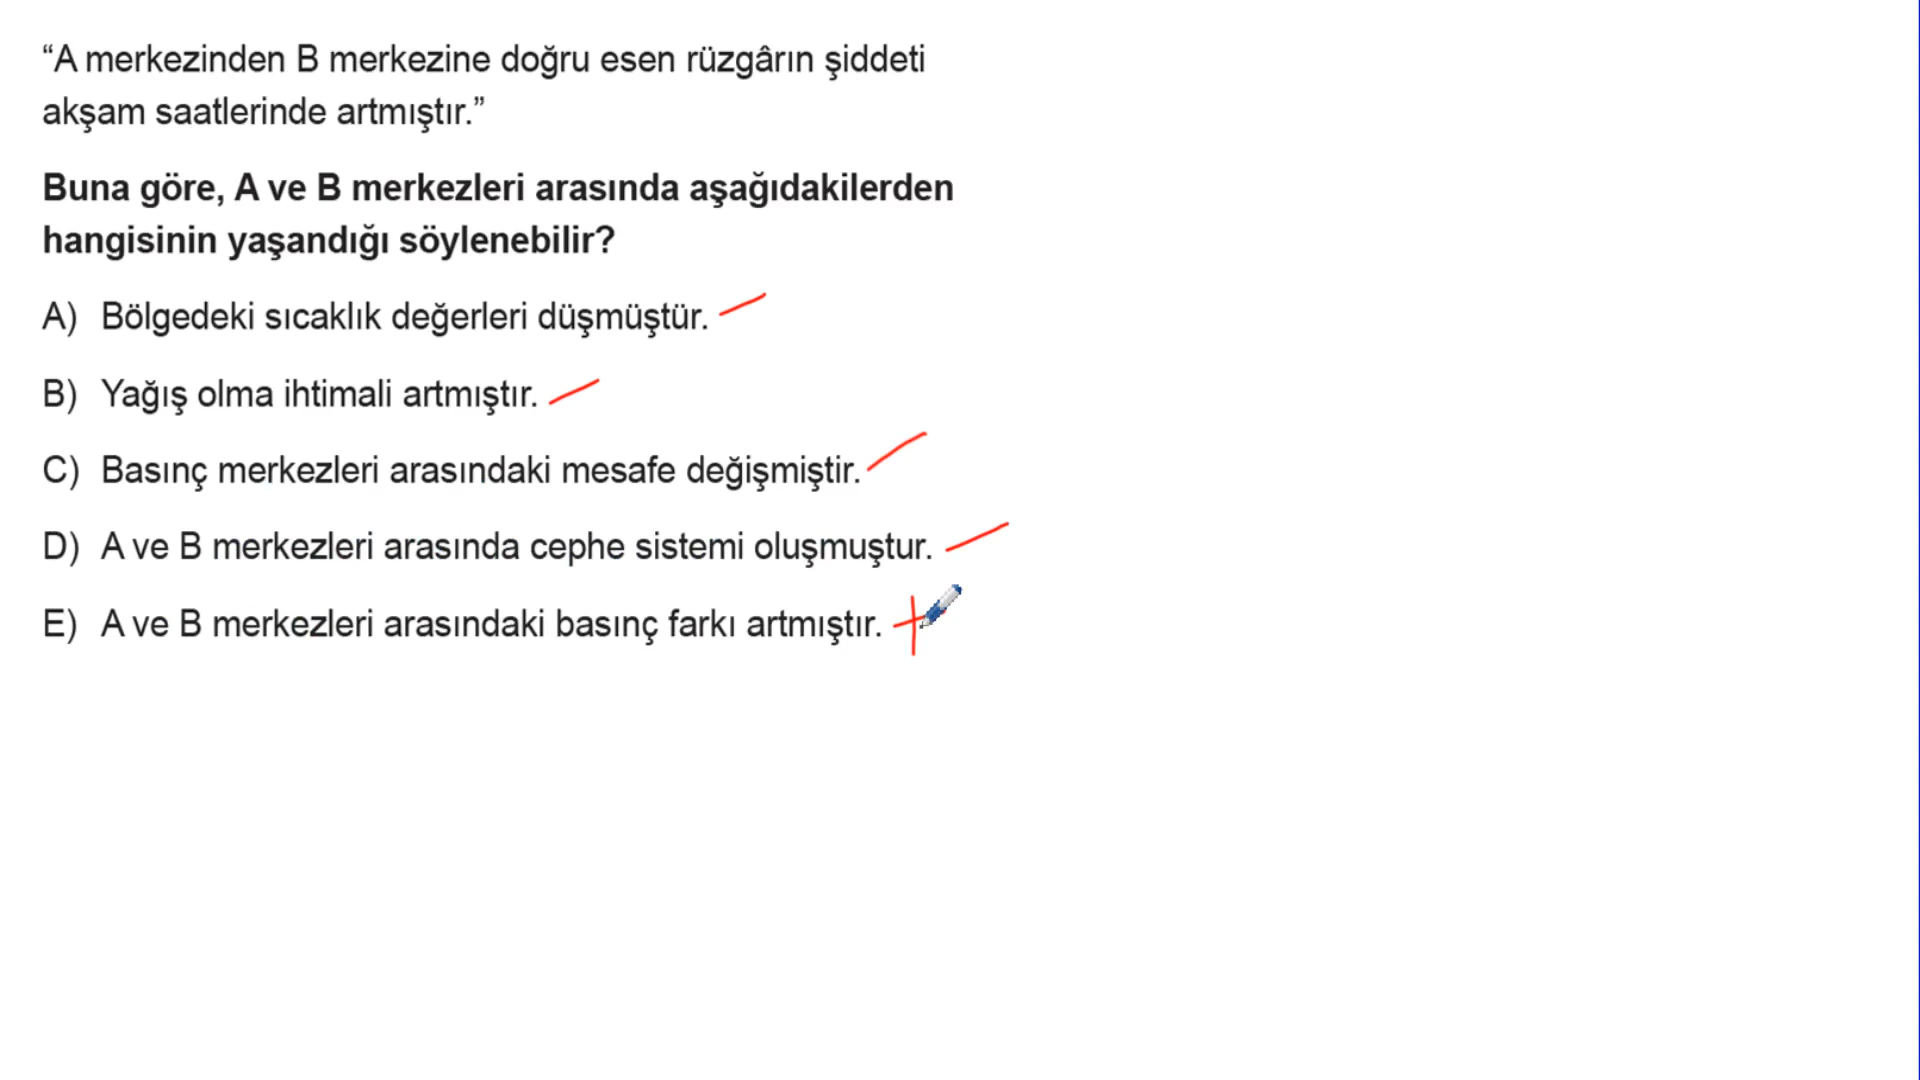 “A merkezinden B merkezine doğru esen rüzgârın şiddeti
akşam saatlerinde artmıştır.”
Buna göre, A ve B merkezleri arasında aşağıdakilerden
hangisinin yaşandığı söylenebilir?
A) Bölgedeki sıcaklık değerleri düşmüştür.
B) Yağış olma ihtimali artmıştır.
C) Basınç merkezleri arasındaki mesafe değişmiştir.
D) A ve B merkezleri arasında cephe sistemi oluşmuştur.
E) A ve B merkezleri arasındaki basınç farkı artmıştır.